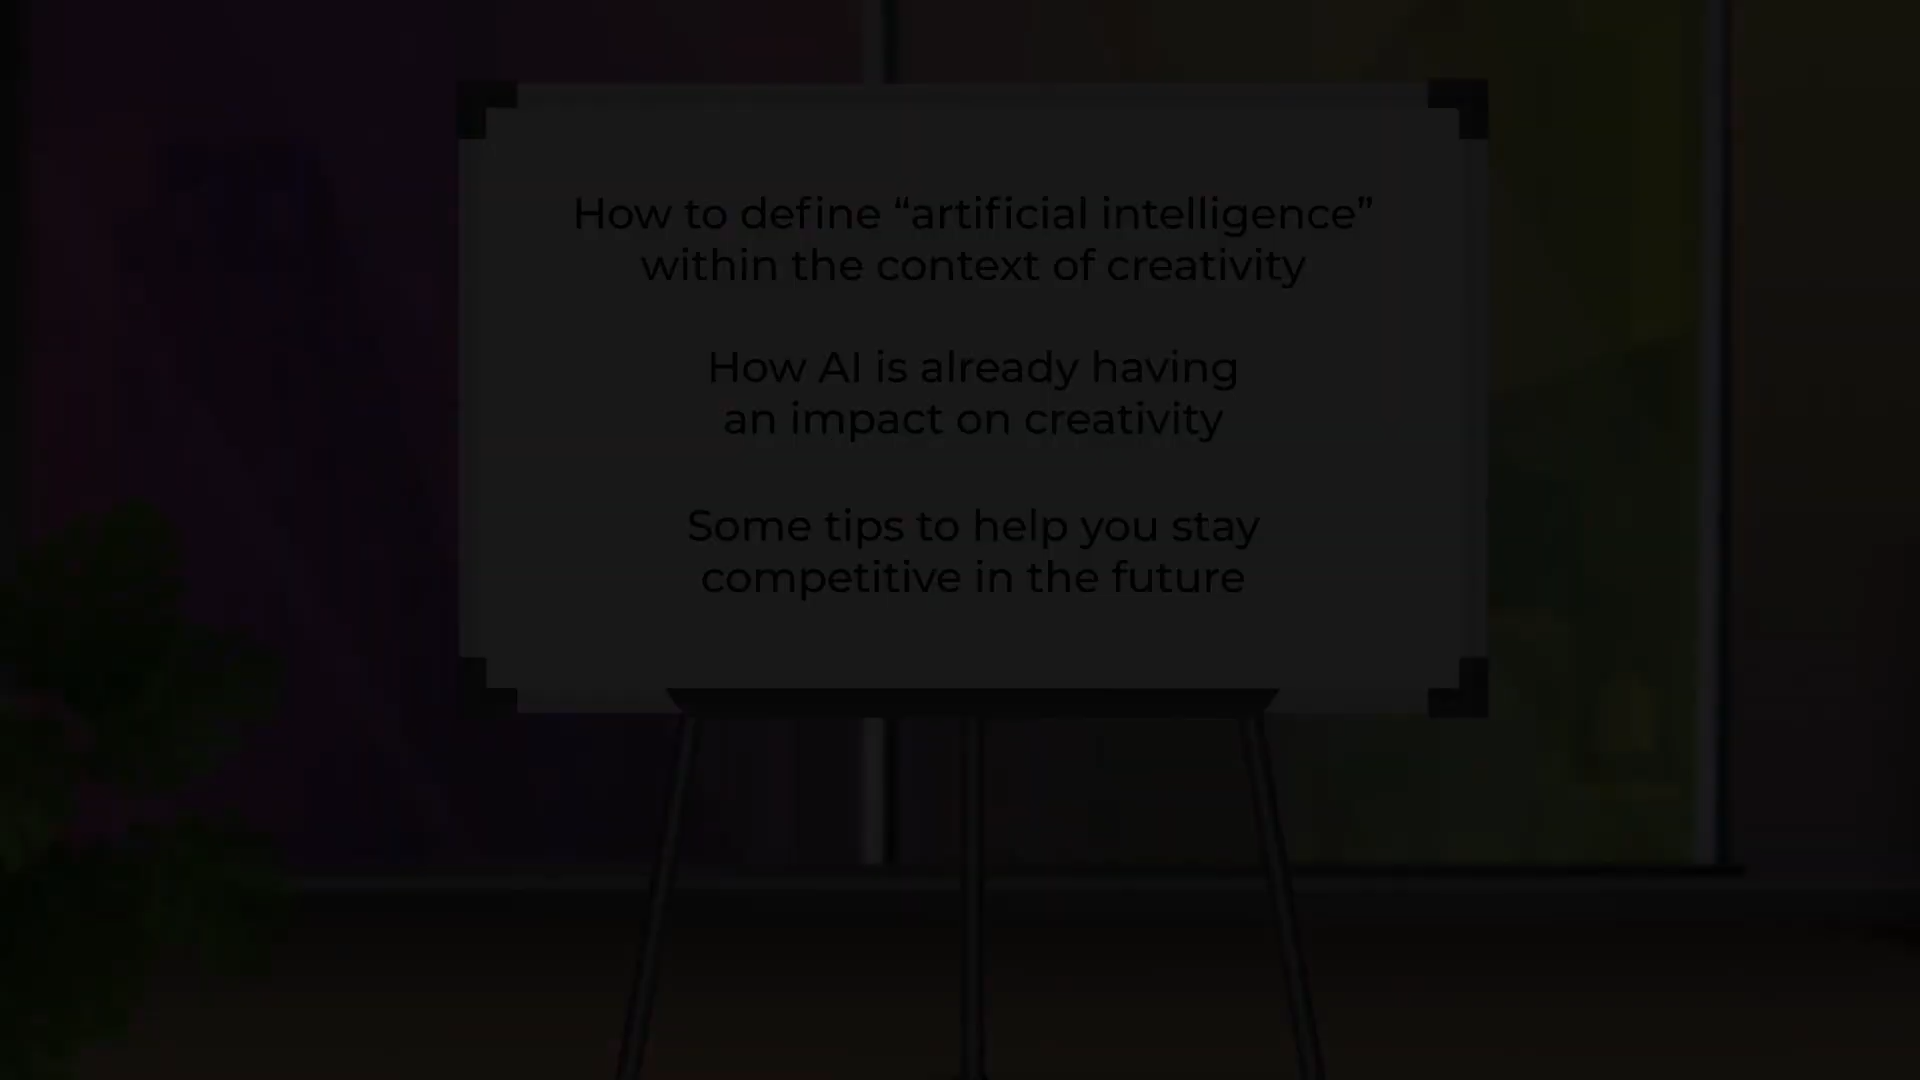 How to define “artificial intelligence”
within the context of creativity
How AI is already having
an impact on creativity
Some tips to help you stay
competitive in the future